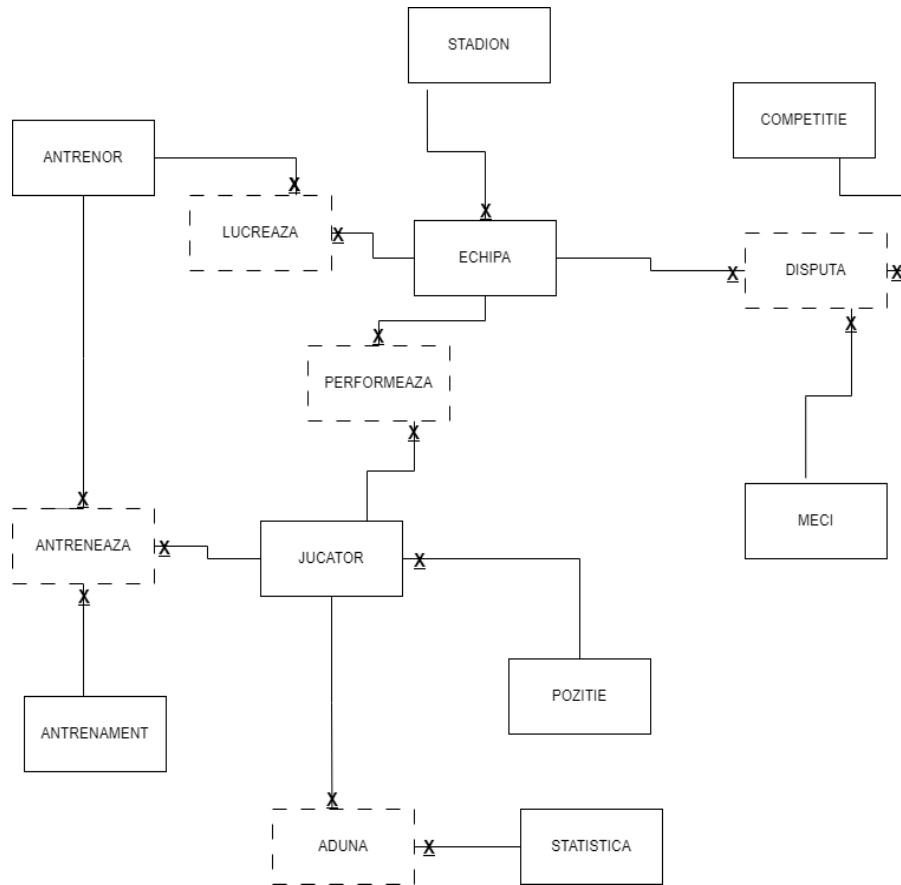 STADION
COMPETITIE
ANTRENOR
X
LUCREAZA
X
X
ECHIPA
X
DISPUTA
X
X
X
PERFORMEAZA
X
X
ANTRENEAZA
X
JUCATOR
X
MECI
X
ANTRENAMENT
POZITIE
X
ADUNA
X
STATISTICA